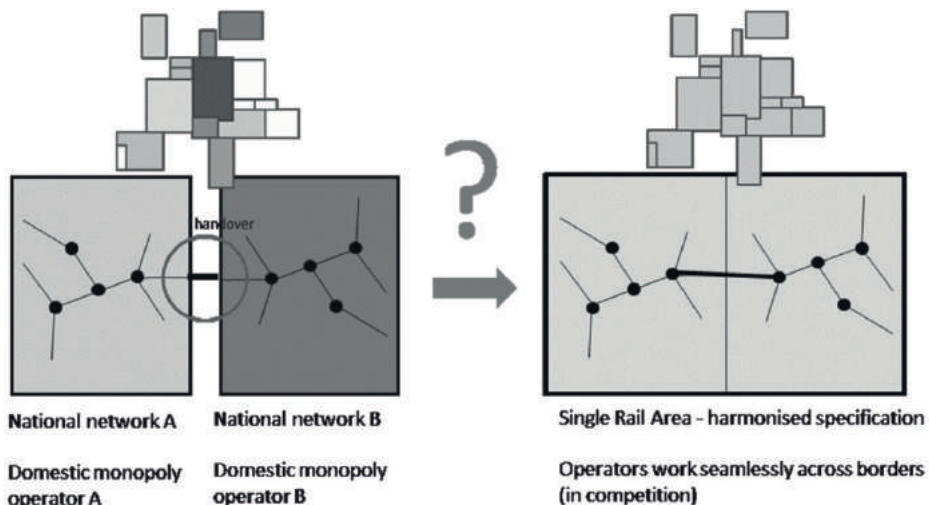 ?
handover
National network A
National network B
Single Rail Area – harmonised specification
Domestic monopoly
operator A
Domestic monopoly
operator B
Operators work seamlessly across borders
(in competition)